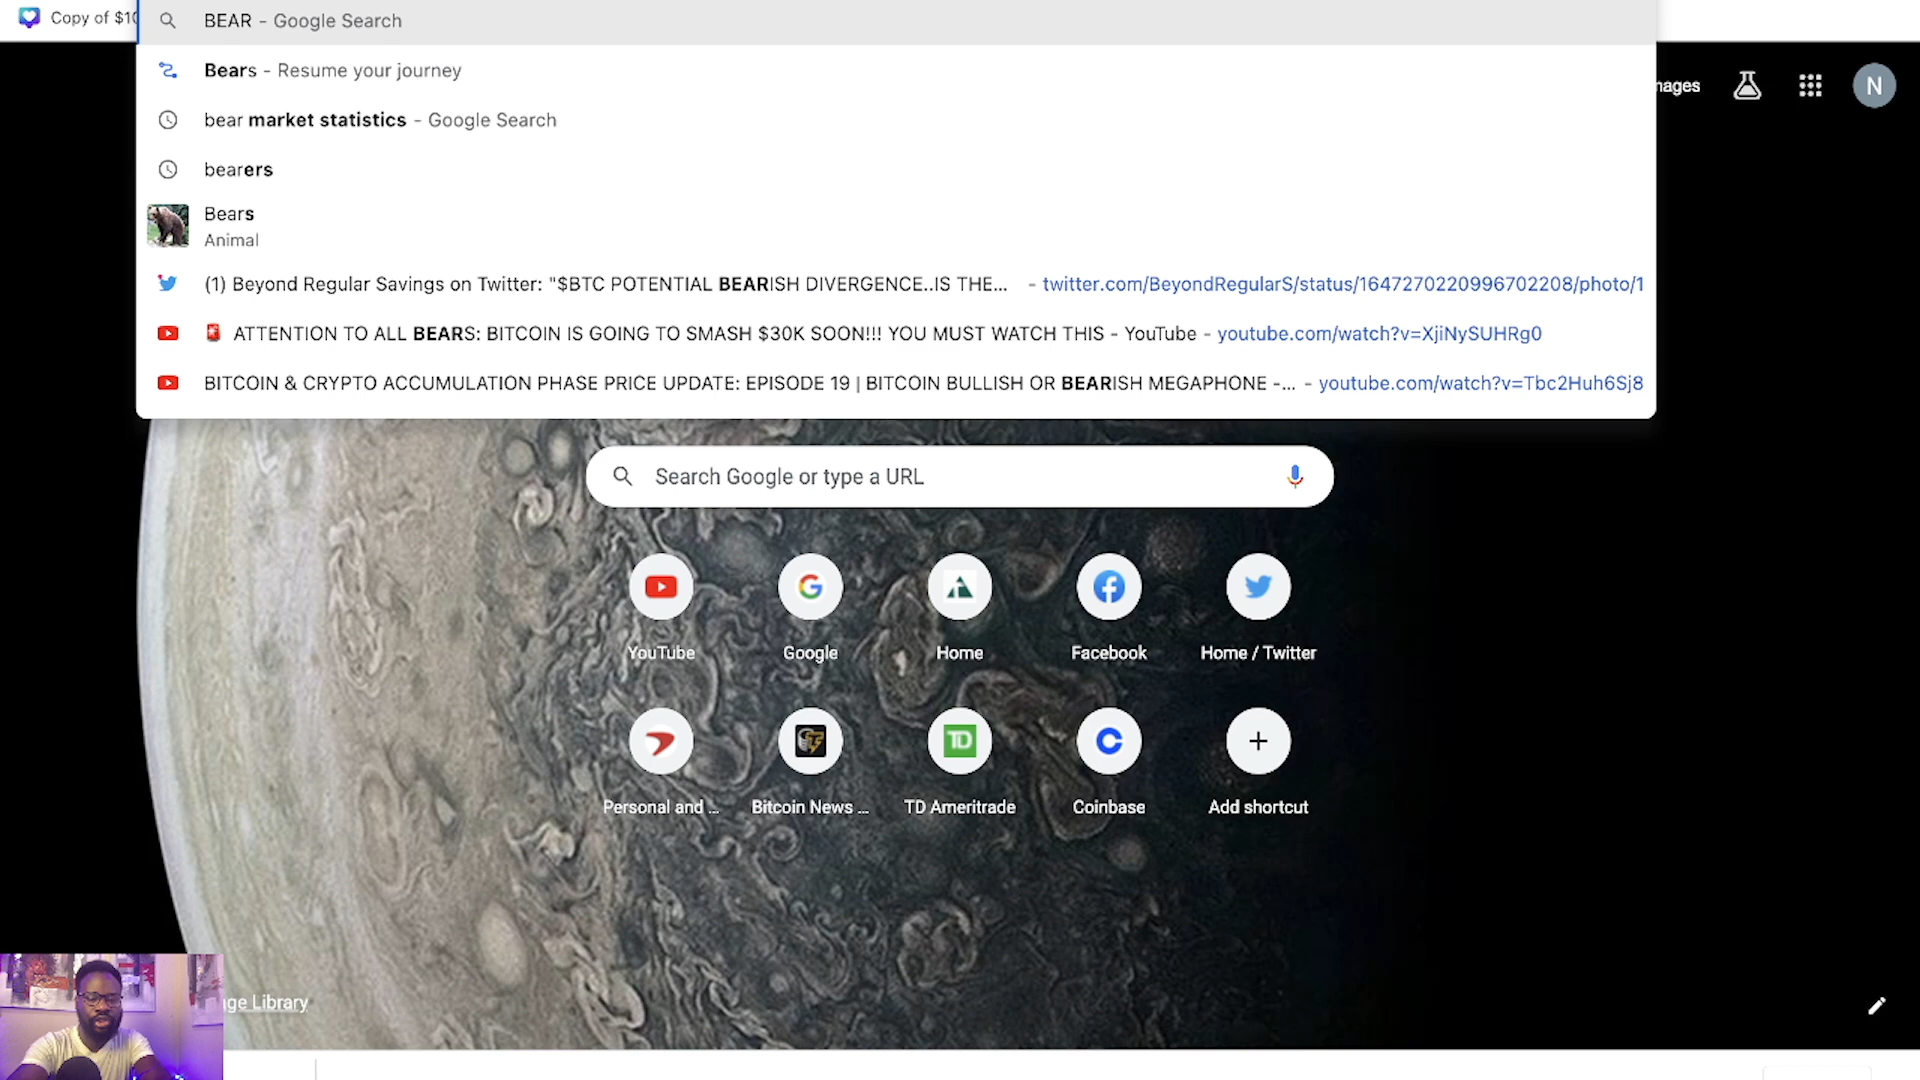 Copy of $10
BEAR - Google Search
Bears - Resume your journey
bear market statistics - Google Search
bearers
Bears
Animal
(1) Beyond Regular Savings on Twitter: "$BTC POTENTIAL BEARISH DIVERGENCE..IS THE... - twitter.com/BeyondRegularS/status/1647270220996702208/photo/1
ATTENTION TO ALL BEARS: BITCOIN IS GOING TO SMASH $30K SOON!!! YOU MUST WATCH THIS - YouTube - youtube.com/watch?v=XjiNySUHRg0
BITCOIN & CRYPTO ACCUMULATION PHASE PRICE UPDATE: EPISODE 19 | BITCOIN BULLISH OR BEARISH MEGAPHONE -... - youtube.com/watch?v=Tbc2Huh6Sj8
mages
N
Search Google or type a URL
YouTube
Google
Home
Facebook
Home / Twitter
TD
Personal and ...
Bitcoin News ...
TD Ameritrade
Coinbase
Add shortcut
ge Library